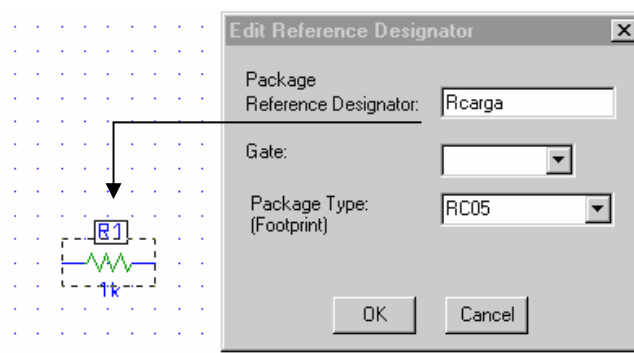 Edit Reference Designator
Package
Reference Designator: Rcarga
Gate:
Package Type: RC05
(Footprint)
OK Cancel
R1
1k